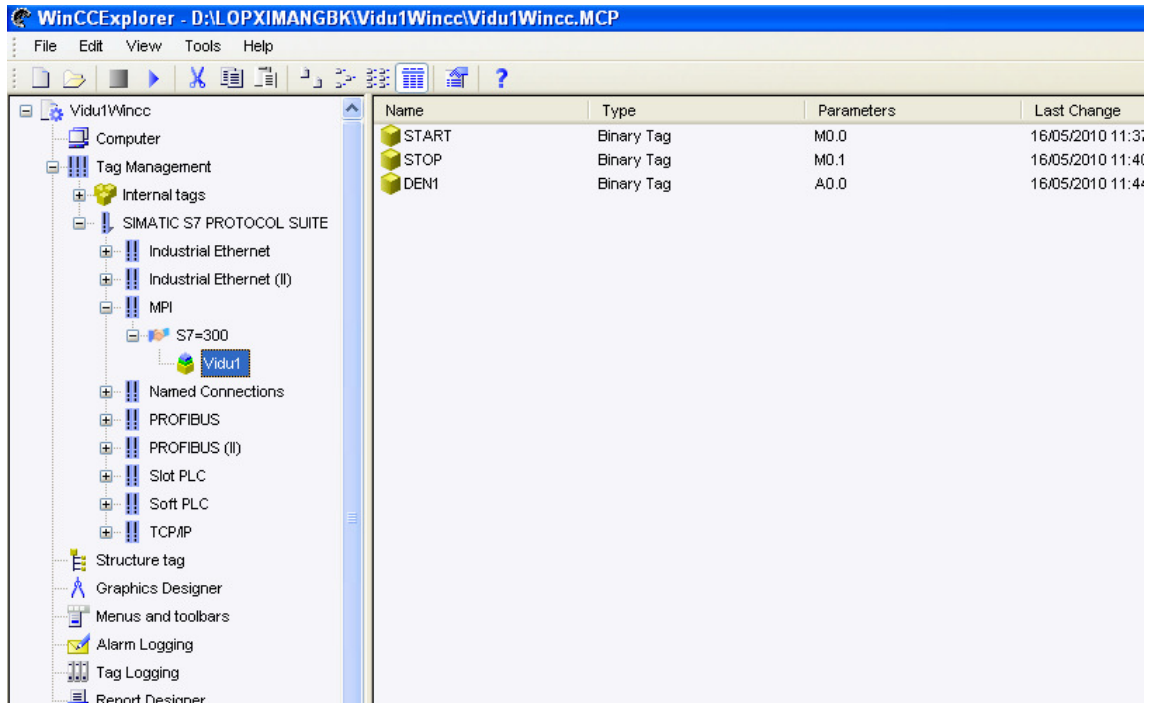 WinCCExplorer - D:\LOPXIMANGBK\Vidu1Wincc\Vidu1Wincc.MCP
File Edit View Tools Help
Vidu1Wincc
Computer
Tag Management
Internal tags
SIMATIC S7 PROTOCOL SUITE
Industrial Ethernet
Industrial Ethernet (II)
MPI
S7=300
Vidu1
Named Connections
PROFIBUS
PROFIBUS (II)
Slot PLC
Soft PLC
TCP/IP
Structure tag
Graphics Designer
Menus and toolbars
Alarm Logging
Tag Logging
Report Designer
Name Type Parameters Last Change
START Binary Tag M0.0 16/05/2010 11:37
STOP Binary Tag M0.1 16/05/2010 11:40
DEN1 Binary Tag A0.0 16/05/2010 11:44